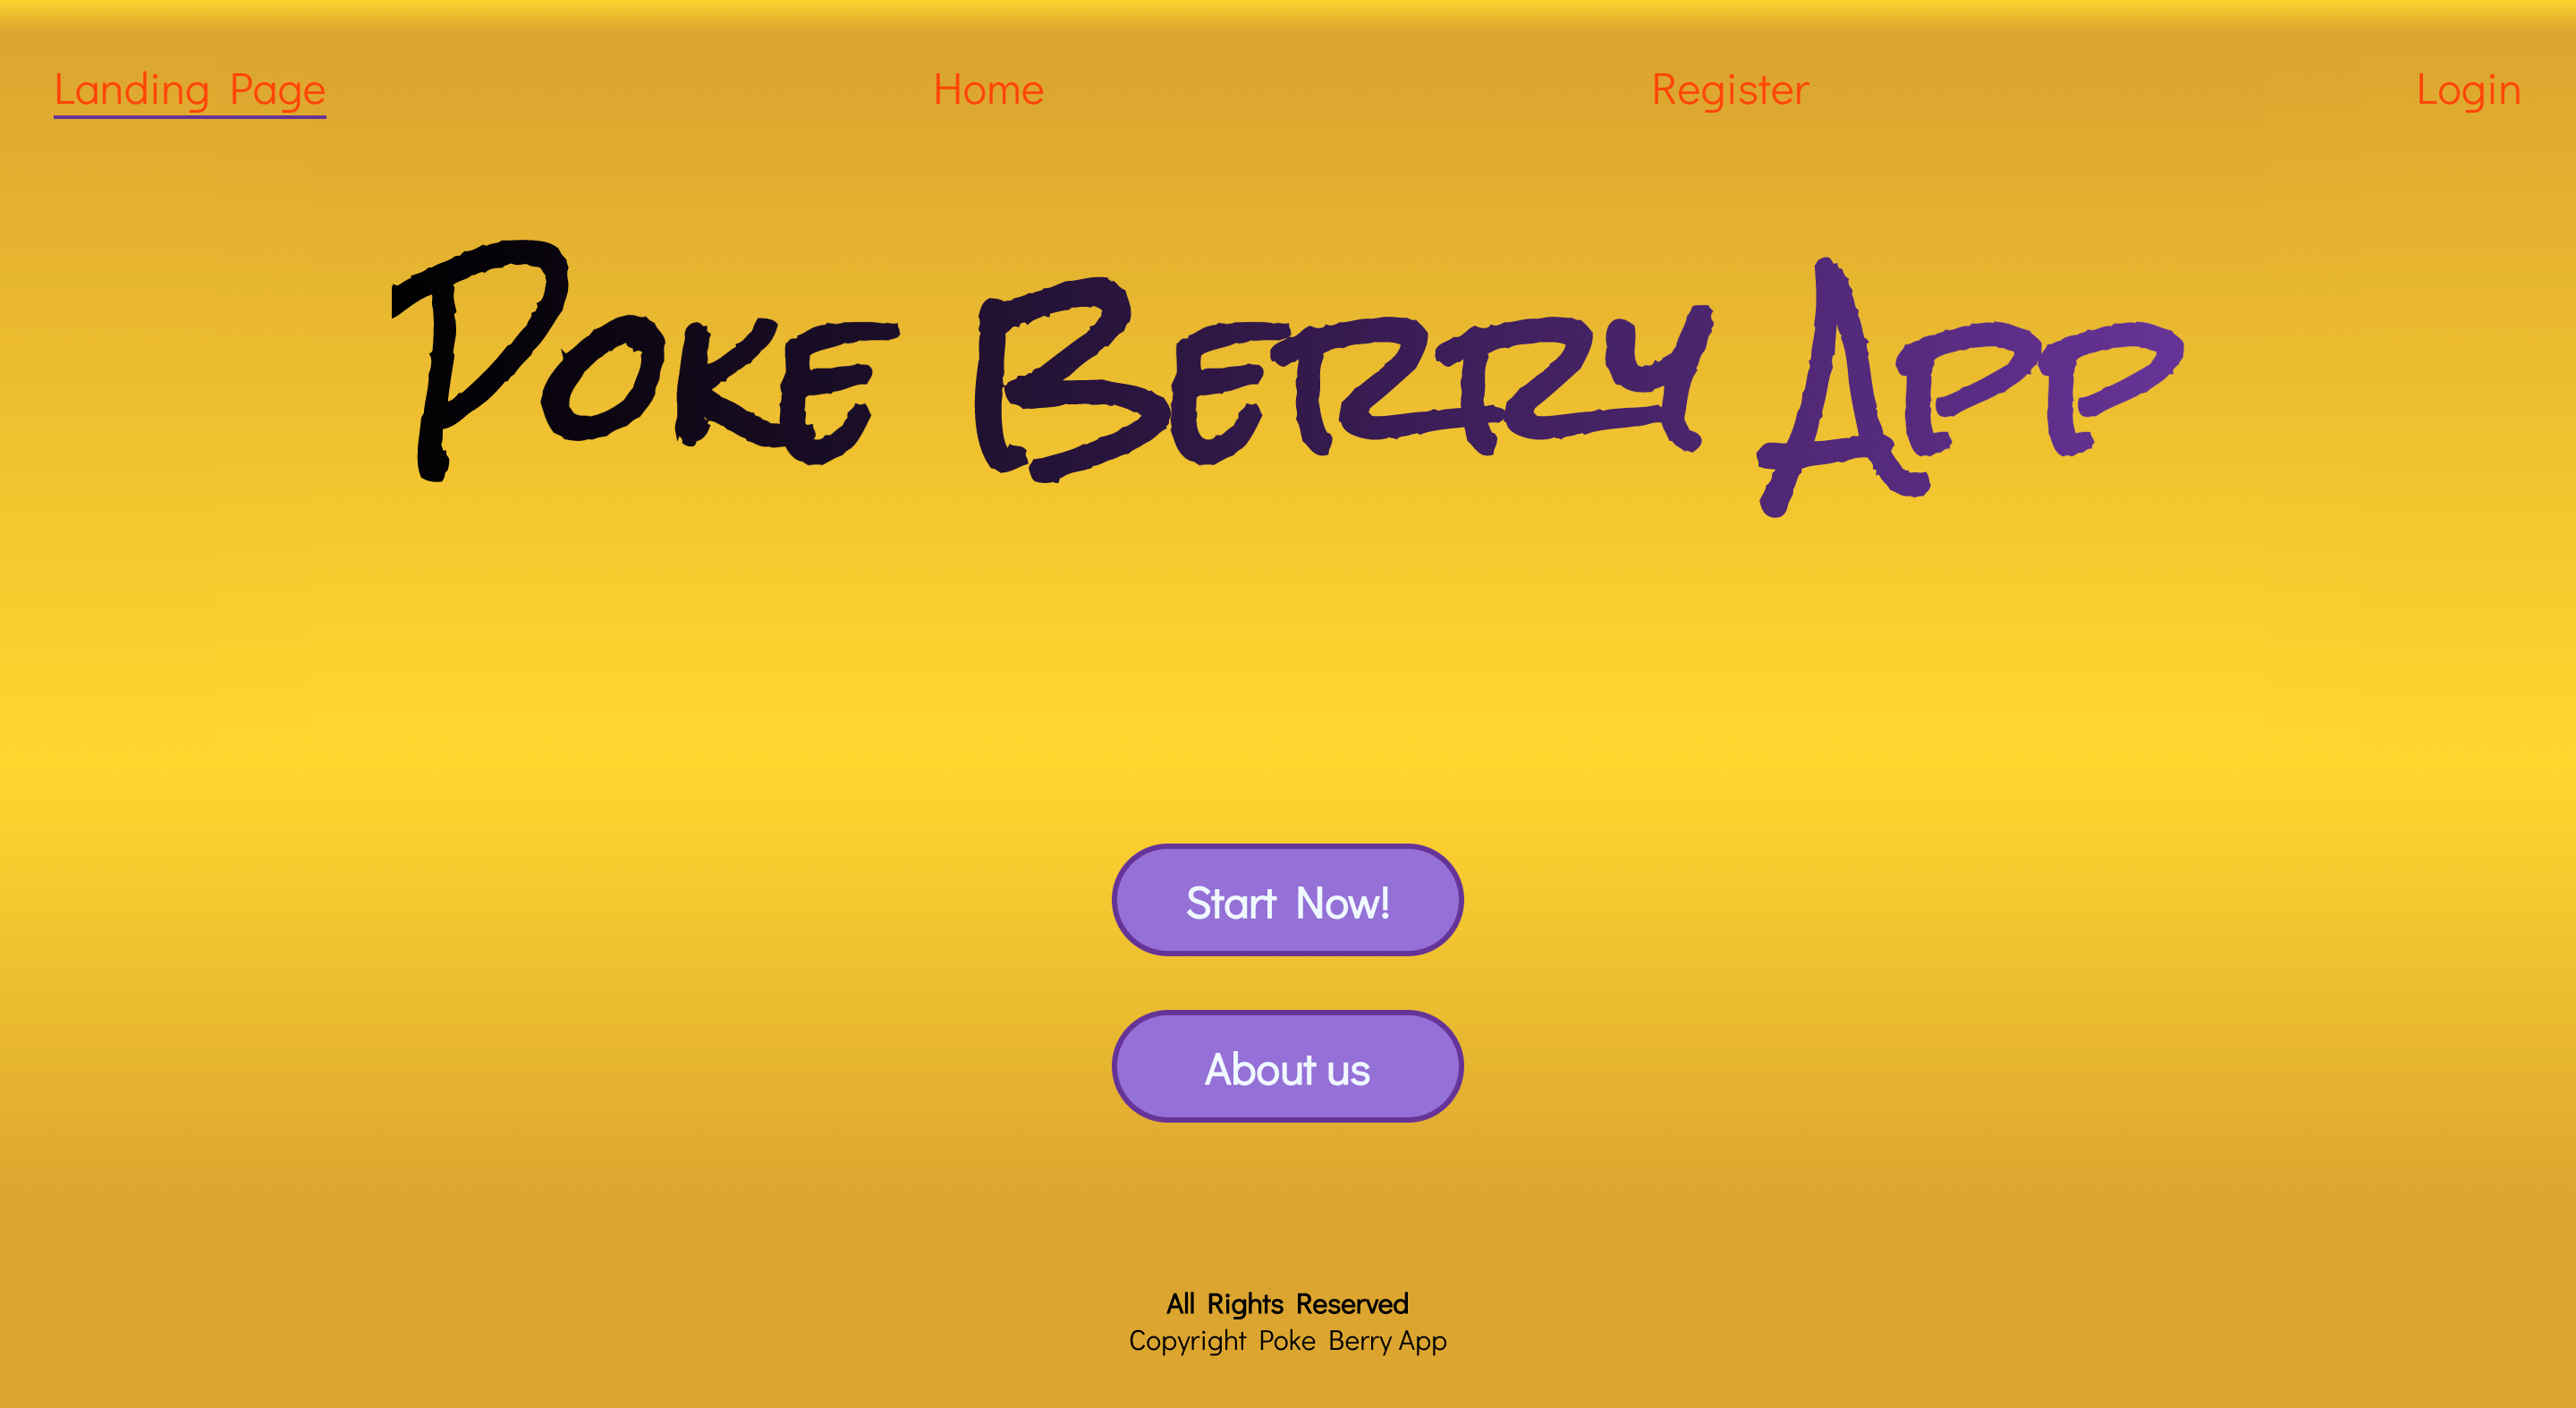 Landing Page Home Register Login
Poke Berry App
Start Now!
About us
All Rights Reserved
Copyright Poke Berry App